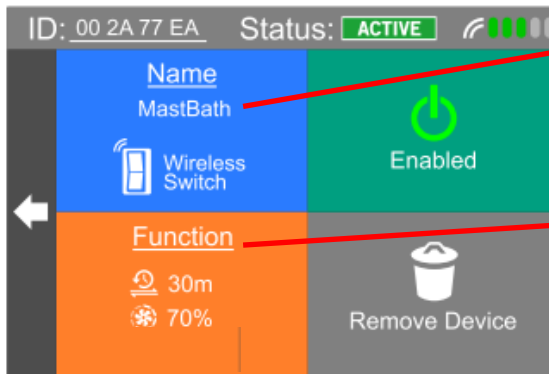 ID: 00 2A 77 EA Status: ACTIVE
Name
MastBath
Wireless
Switch
Enabled
Function
30m
70%
Remove Device